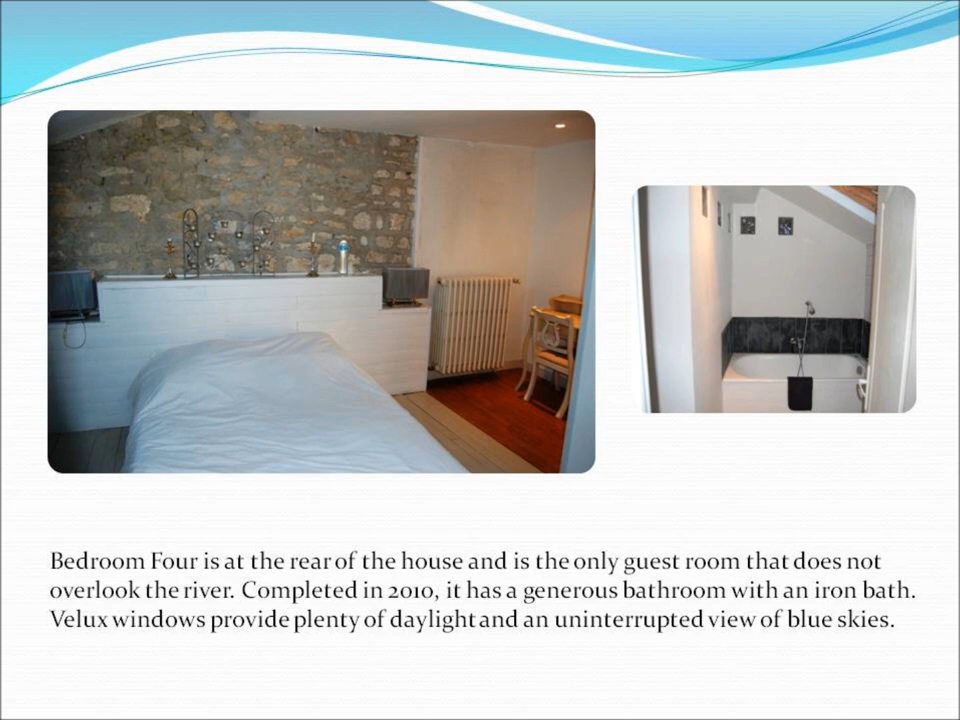 Bedroom Four is at the rear of the house and is the only guest room that does not
overlook the river. Completed in 2010, it has a generous bathroom with an iron bath.
Velux windows provide plenty of daylight and an uninterrupted view of blue skies.